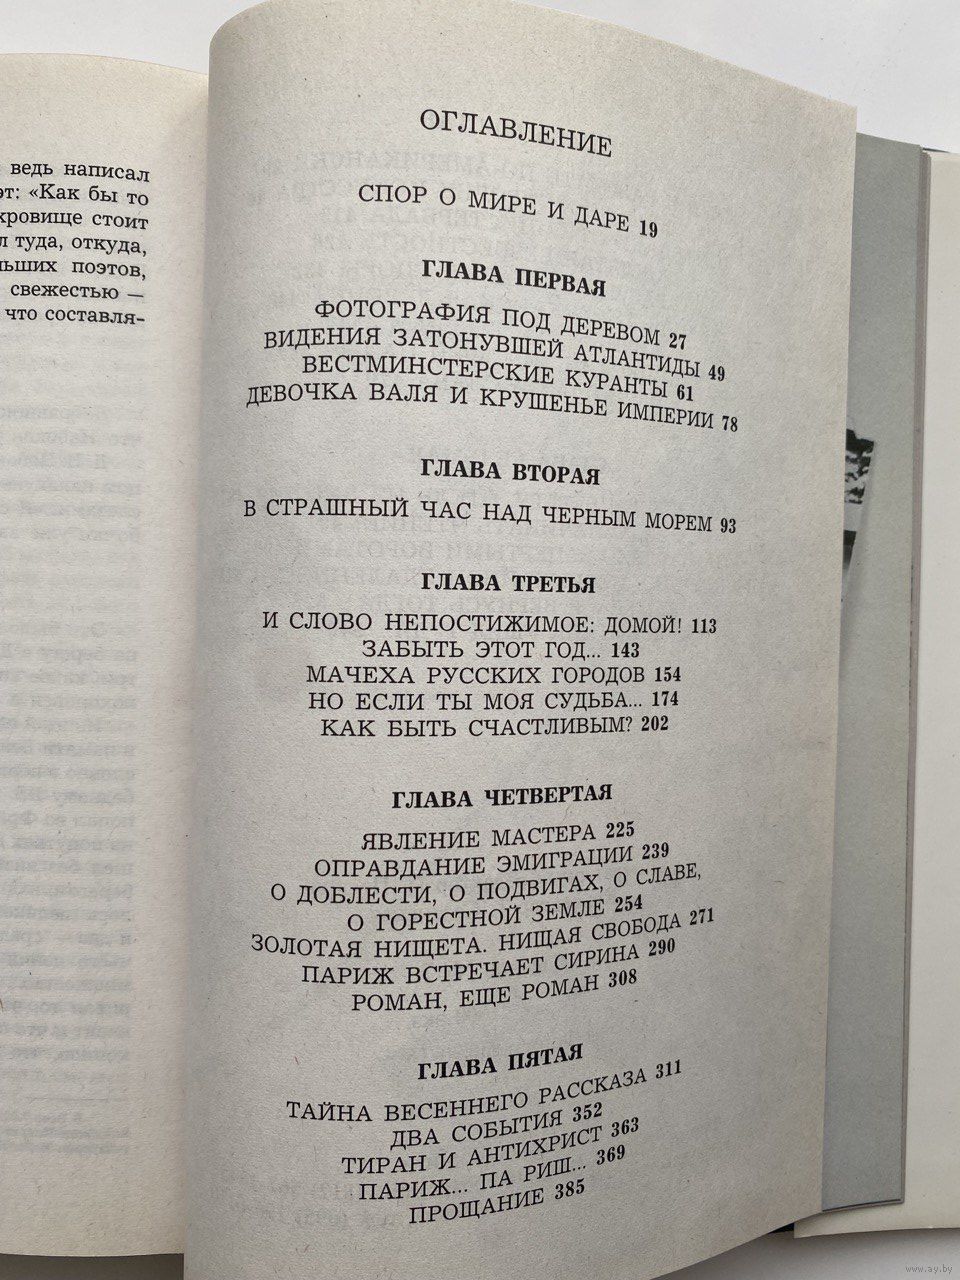 ведь написал
эт: «Как бы то
кровище стоит
л туда, откуда,
льших поэтов,
свежестью —
что составля-
ОГЛАВЛЕНИЕ
СПОР О МИРЕ И ДАРЕ 19
ГЛАВА ПЕРВАЯ
ФОТОГРАФИЯ ПОД ДЕРЕВОМ 27
ВИДЕНИЯ ЗАТОНУВШЕЙ АТЛАНТИДЫ 49
ВЕСТМИНСТЕРСКИЕ КУРАНТЫ 61
ДЕВОЧКА ВАЛЯ И КРУШЕНЬЕ ИМПЕРИИ 78
ГЛАВА ВТОРАЯ
В СТРАШНЫЙ ЧАС НАД ЧЕРНЫМ МОРЕМ 93
ГЛАВА ТРЕТЬЯ
И СЛОВО НЕПОСТИЖИМОЕ: ДОМОЙ! 113
ЗАБЫТЬ ЭТОТ ГОД... 143
МАЧЕХА РУССКИХ ГОРОДОВ 154
НО ЕСЛИ ТЫ МОЯ СУДЬБА... 174
КАК БЫТЬ СЧАСТЛИВЫМ? 202
ГЛАВА ЧЕТВЕРТАЯ
ЯВЛЕНИЕ МАСТЕРА 225
ОПРАВДАНИЕ ЭМИГРАЦИИ 239
О ДОБЛЕСТИ, О ПОДВИГАХ, О СЛАВЕ,
О ГОРЕСТНОЙ ЗЕМЛЕ 254
ЗОЛОТАЯ НИЩЕТА. НИЩАЯ СВОБОДА 271
ПАРИЖ ВСТРЕЧАЕТ СИРИНА 290
РОМАН, ЕЩЕ РОМАН 308
ГЛАВА ПЯТАЯ
ТАЙНА ВЕСЕННЕГО РАССКАЗА 311
ДВА СОБЫТИЯ 352
ТИРАН И АНТИХРИСТ 363
ПАРИЖ... ПА РИШ... 369
ПРОЩАНИЕ 385
www.ay.by